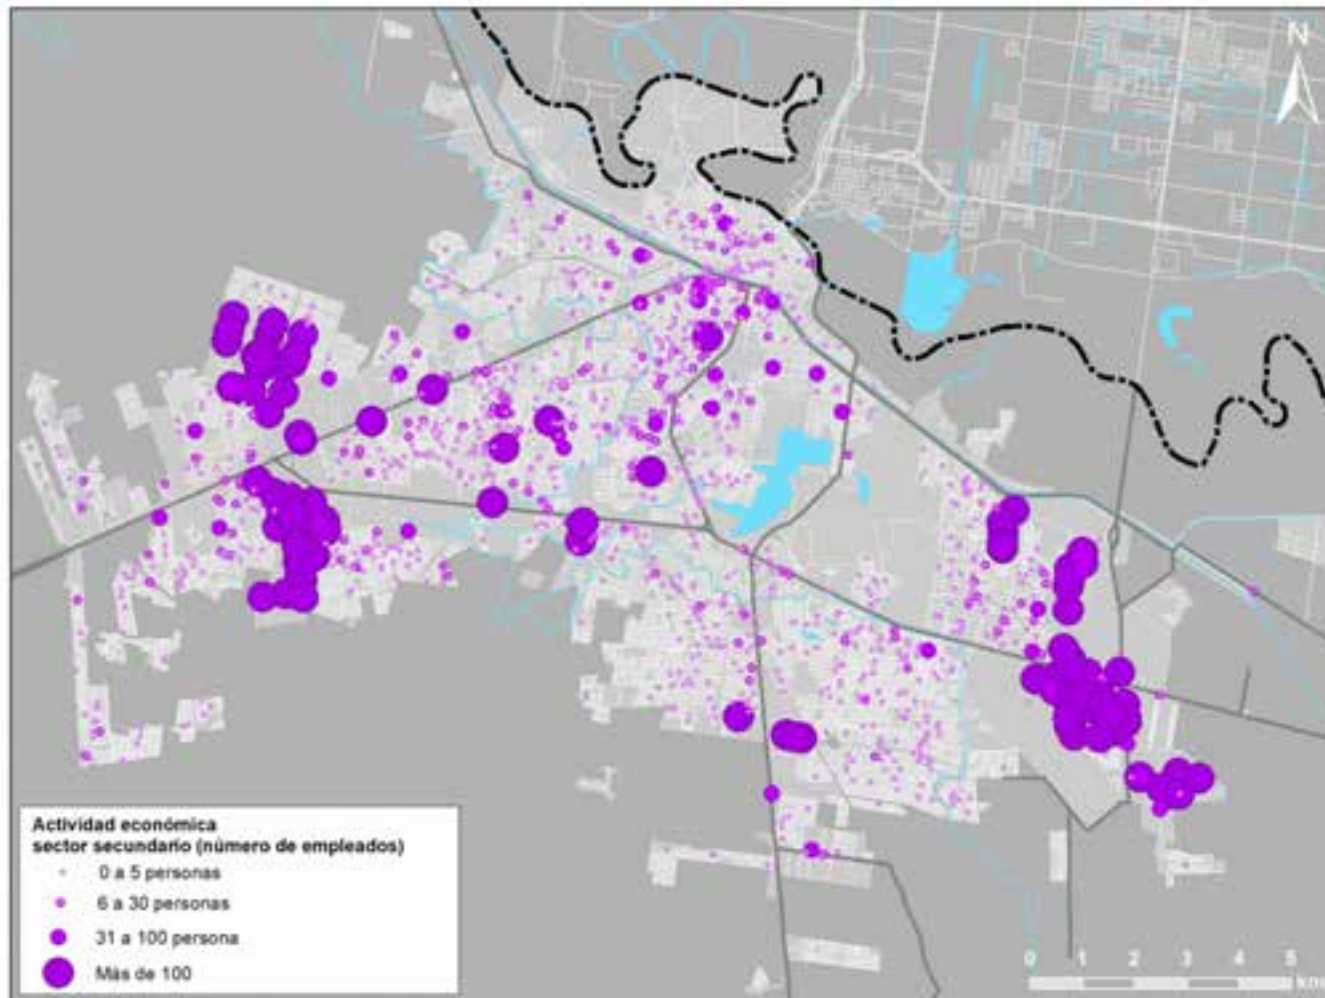 N
Actividad económica
sector secundario (número de empleados)
0 a 5 personas
6 a 30 personas
31 a 100 persona
Más de 100
0 1 2 3 4 5
km